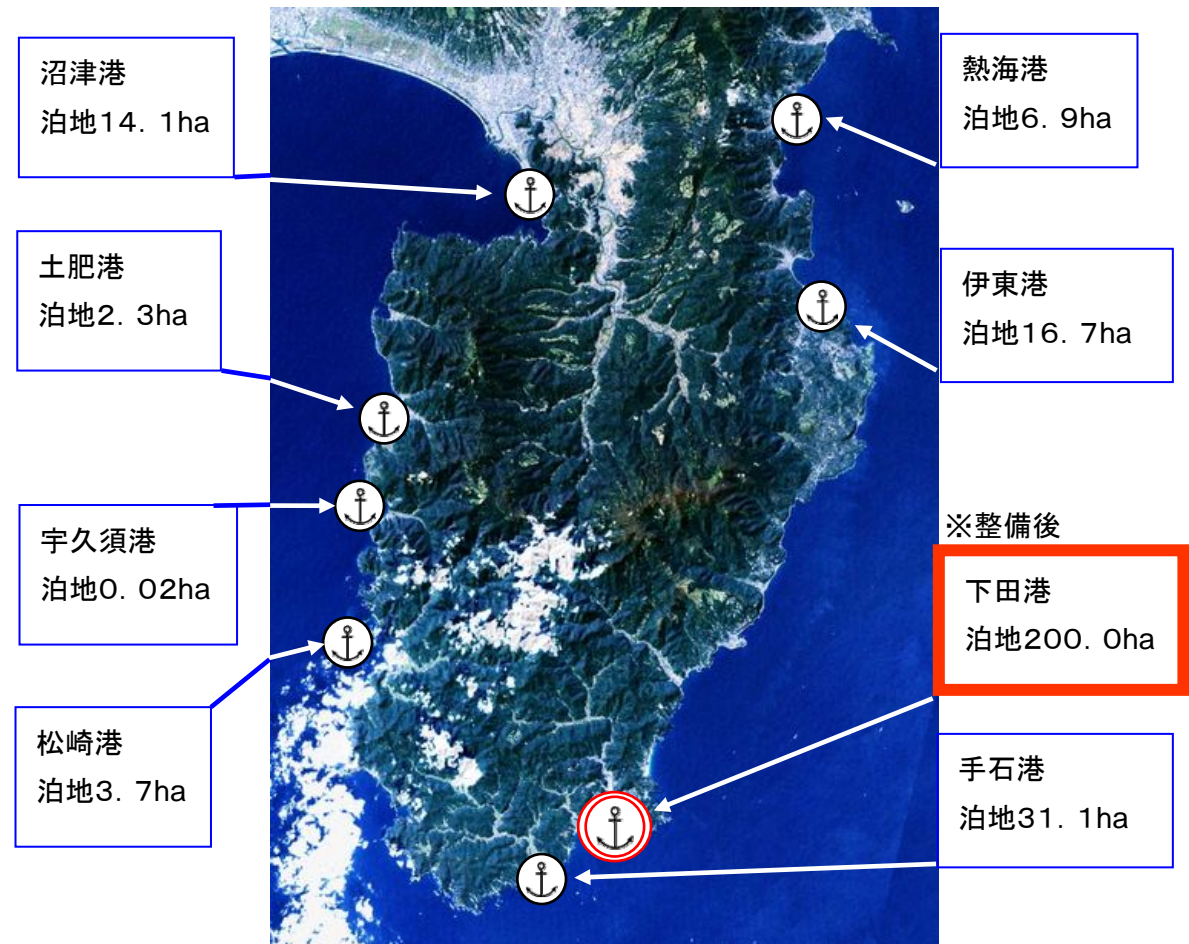 沼津港
泊地14．1ha
土肥港
泊地2．3ha
宇久須港
泊地0．02ha
松崎港
泊地3．7ha
熱海港
泊地6．9ha
伊東港
泊地16．7ha
※整備後
下田港
泊地200．0ha
手石港
泊地31．1ha